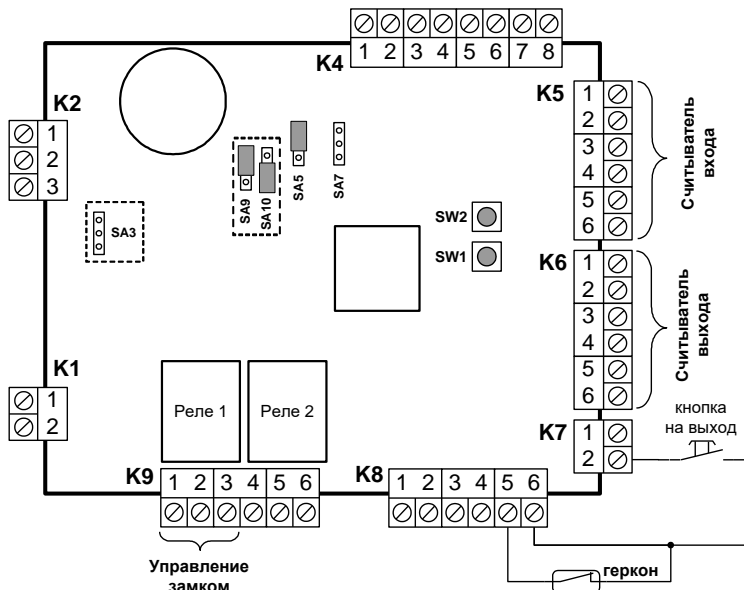 K4
1 2 3 4 5 6 7 8
K2
1
2
3
K5
1
2
3
4
5
6
Считыватель
входа
SA9
SA10
SA5
SA7
SA3
SW2
SW1
K6
1
2
3
4
5
6
Считыватель
выхода
K1
1
2
Реле 1
Реле 2
K7
1
2
кнопка
на выход
K9
1 2 3 4 5 6
K8
1 2 3 4 5 6
Управление
замком
геркон